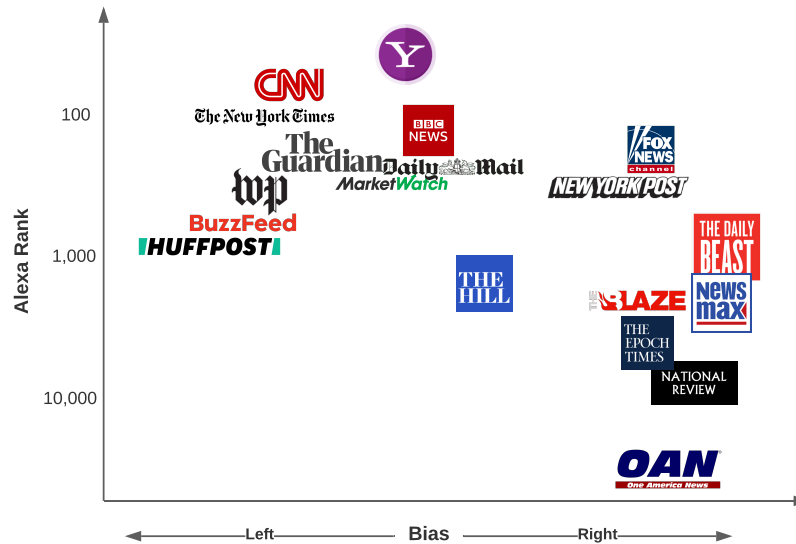 Y
CNN
The New York Times
100
BBC
NEWS
FOX
NEWS
channel
The
Guardian
Daily Mail
MarketWatch
NEW YORK POST
wp
BuzzFeed
HUFFPOST
THE DAILY
BEAST
1,000
Alexa Rank
THE
HILL
THE BLAZE
NEWS
max
THE
EPOCH
TIMES
NATIONAL
REVIEW
10,000
OAN
One America News
Left
Bias
Right